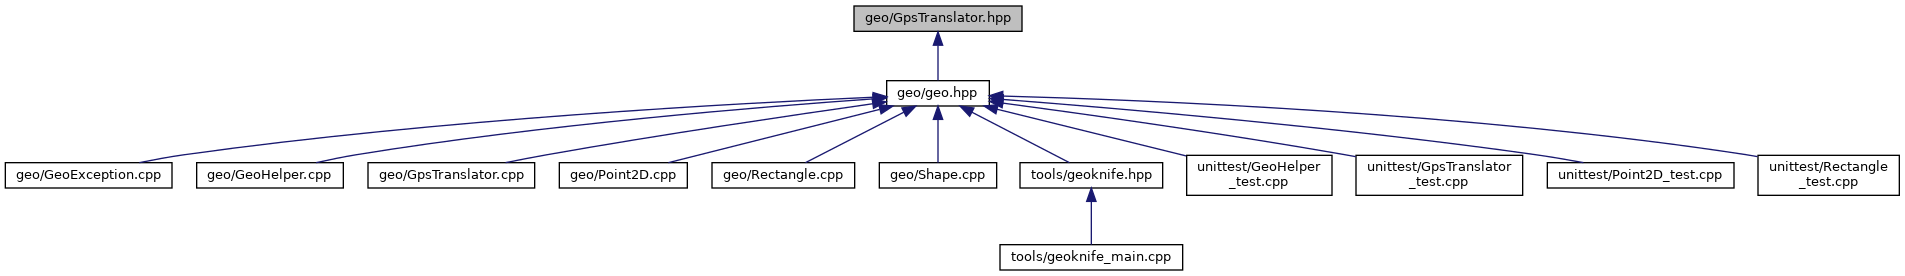 geo/GpsTranslator.hpp
geo/geo.hpp
geo/GeoException.cpp
geo/GeoHelper.cpp
geo/GpsTranslator.cpp
geo/Point2D.cpp
geo/Rectangle.cpp
geo/Shape.cpp
tools/geoknife.hpp
unittest/GeoHelper
_test.cpp
unittest/GpsTranslator
_test.cpp
unittest/Point2D_test.cpp
unittest/Rectangle
_test.cpp
tools/geoknife_main.cpp